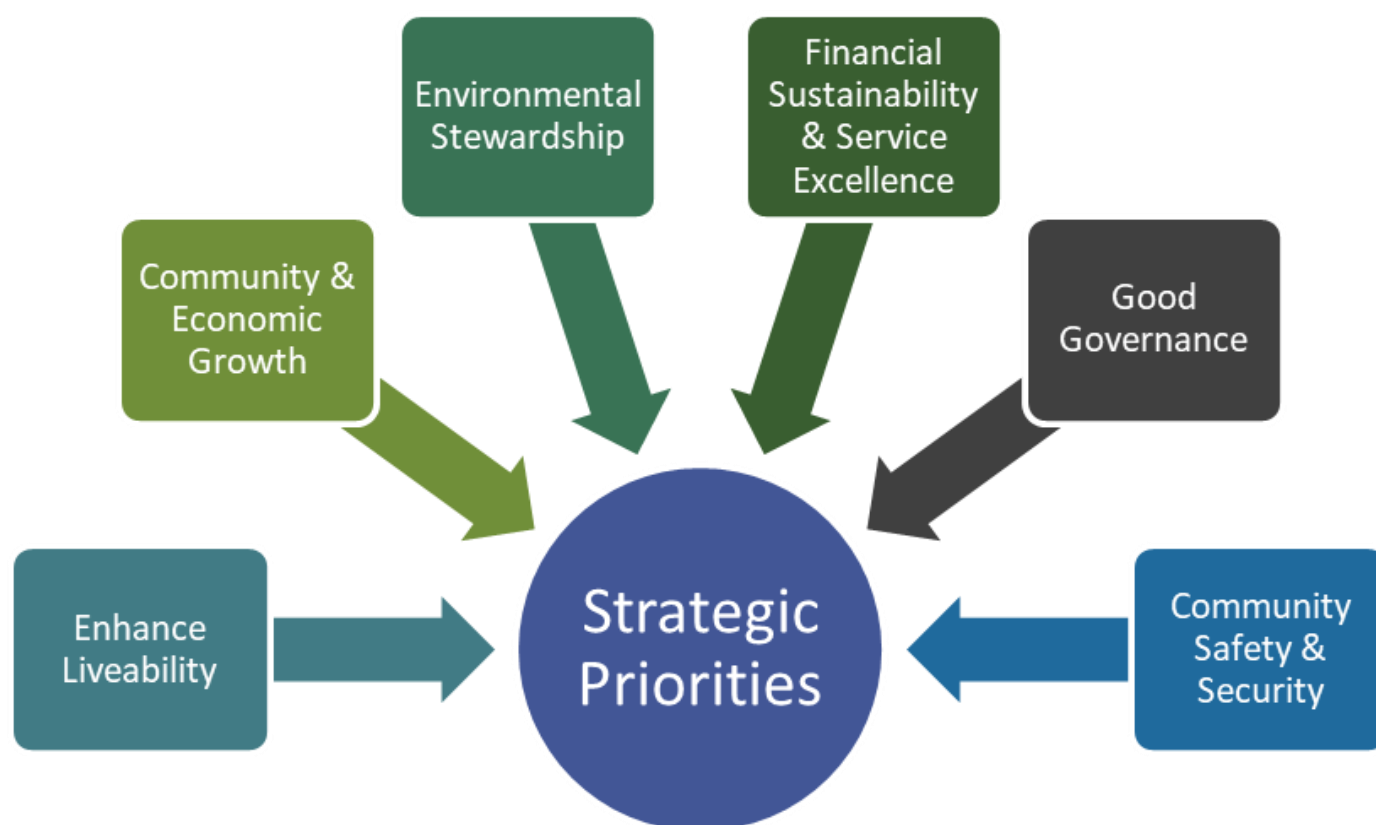 Environmental
Stewardship
Financial
Sustainability
& Service
Excellence
Community &
Economic
Growth
Good
Governance
Enhance
Liveability
Strategic
Priorities
Community
Safety &
Security